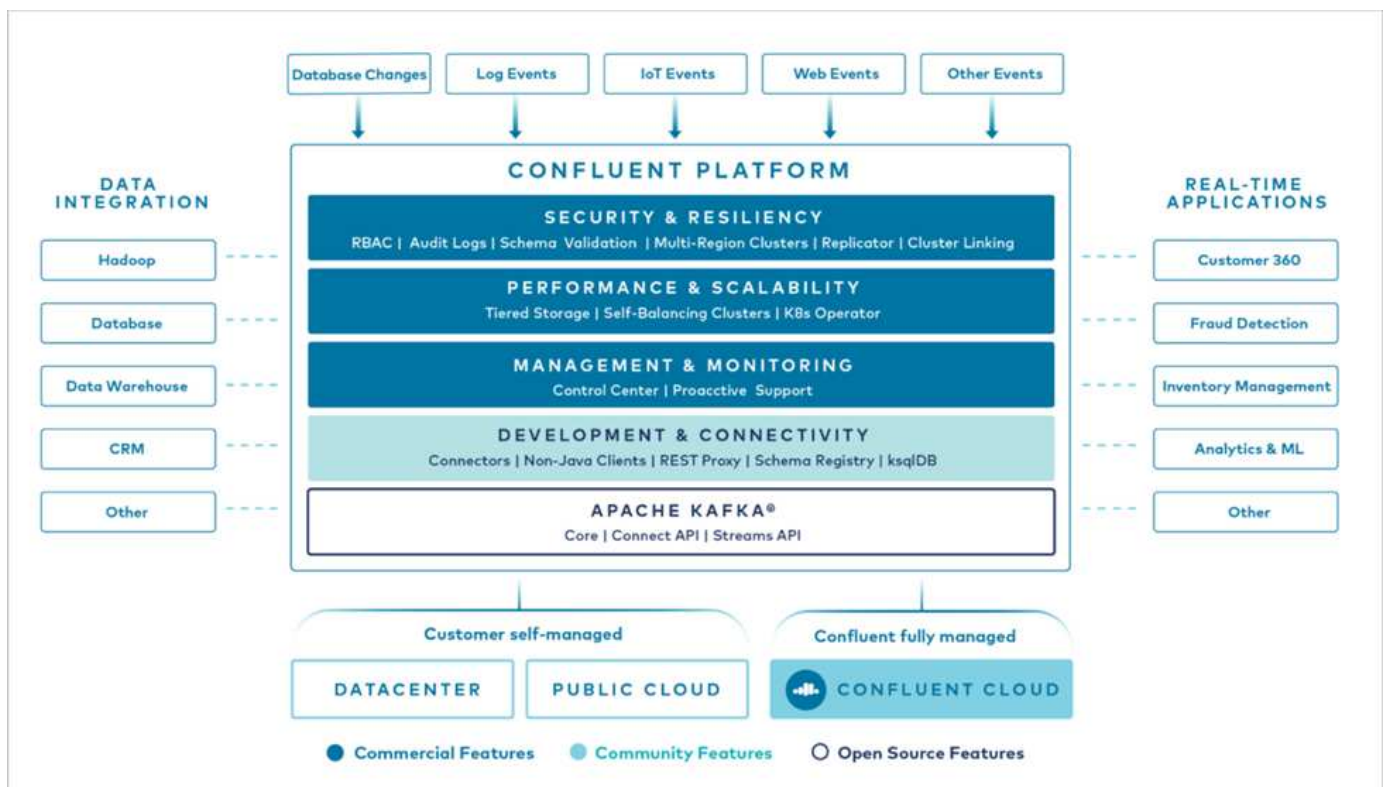 Database Changes
Log Events
IoT Events
Web Events
Other Events
CONFLUENT PLATFORM
DATA
INTEGRATION
Hadoop
Database
Data Warehouse
CRM
Other
SECURITY & RESILIENCY
RBAC | Audit Logs | Schema Validation | Multi-Region Clusters | Replicator | Cluster Linking
PERFORMANCE & SCALABILITY
Tiered Storage | Self-Balancing Clusters | K8s Operator
MANAGEMENT & MONITORING
Control Center | Proacctive Support
DEVELOPMENT & CONNECTIVITY
Connectors | Non-Java Clients | REST Proxy | Schema Registry | ksqlDB
APACHE KAFKA®
Core | Connect API | Streams API
REAL-TIME
APPLICATIONS
Customer 360
Fraud Detection
Inventory Management
Analytics & ML
Other
Customer self-managed
Confluent fully managed
DATACENTER
PUBLIC CLOUD
CONFLUENT CLOUD
Commercial Features
Community Features
Open Source Features